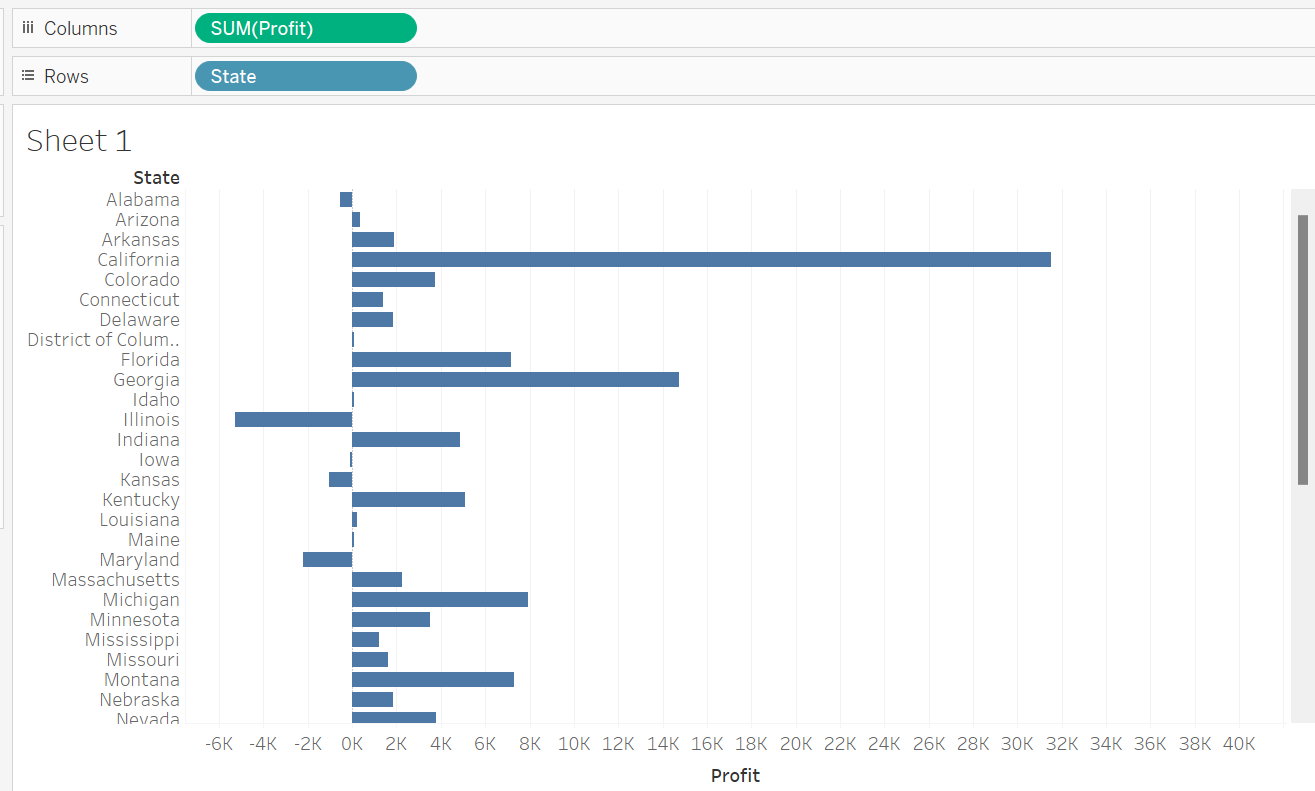 Columns SUM(Profit)
Rows State
Sheet 1
State
Alabama
Arizona
Arkansas
California
Colorado
Connecticut
Delaware
District of Colum..
Florida
Georgia
Idaho
Illinois
Indiana
Iowa
Kansas
Kentucky
Louisiana
Maine
Maryland
Massachusetts
Michigan
Minnesota
Mississippi
Missouri
Montana
Nebraska
Nevada
-6K -4K -2K 0K 2K 4K 6K 8K 10K 12K 14K 16K 18K 20K 22K 24K 26K 28K 30K 32K 34K 36K 38K 40K
Profit